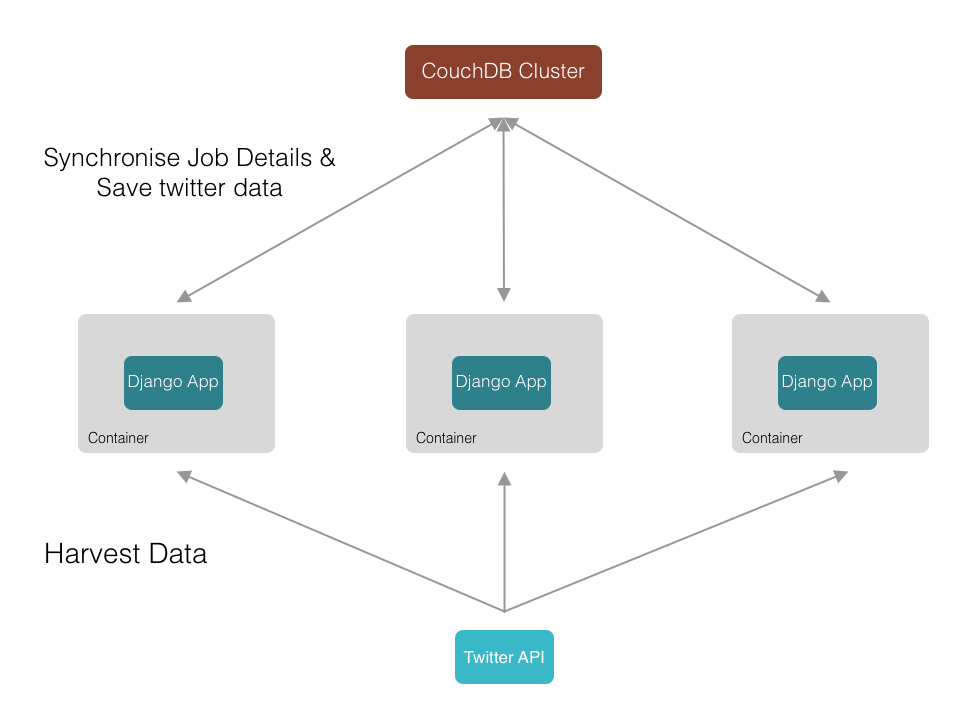 CouchDB Cluster
Synchronise Job Details &
Save twitter data
Django App
Container
Django App
Container
Django App
Container
Harvest Data
Twitter API